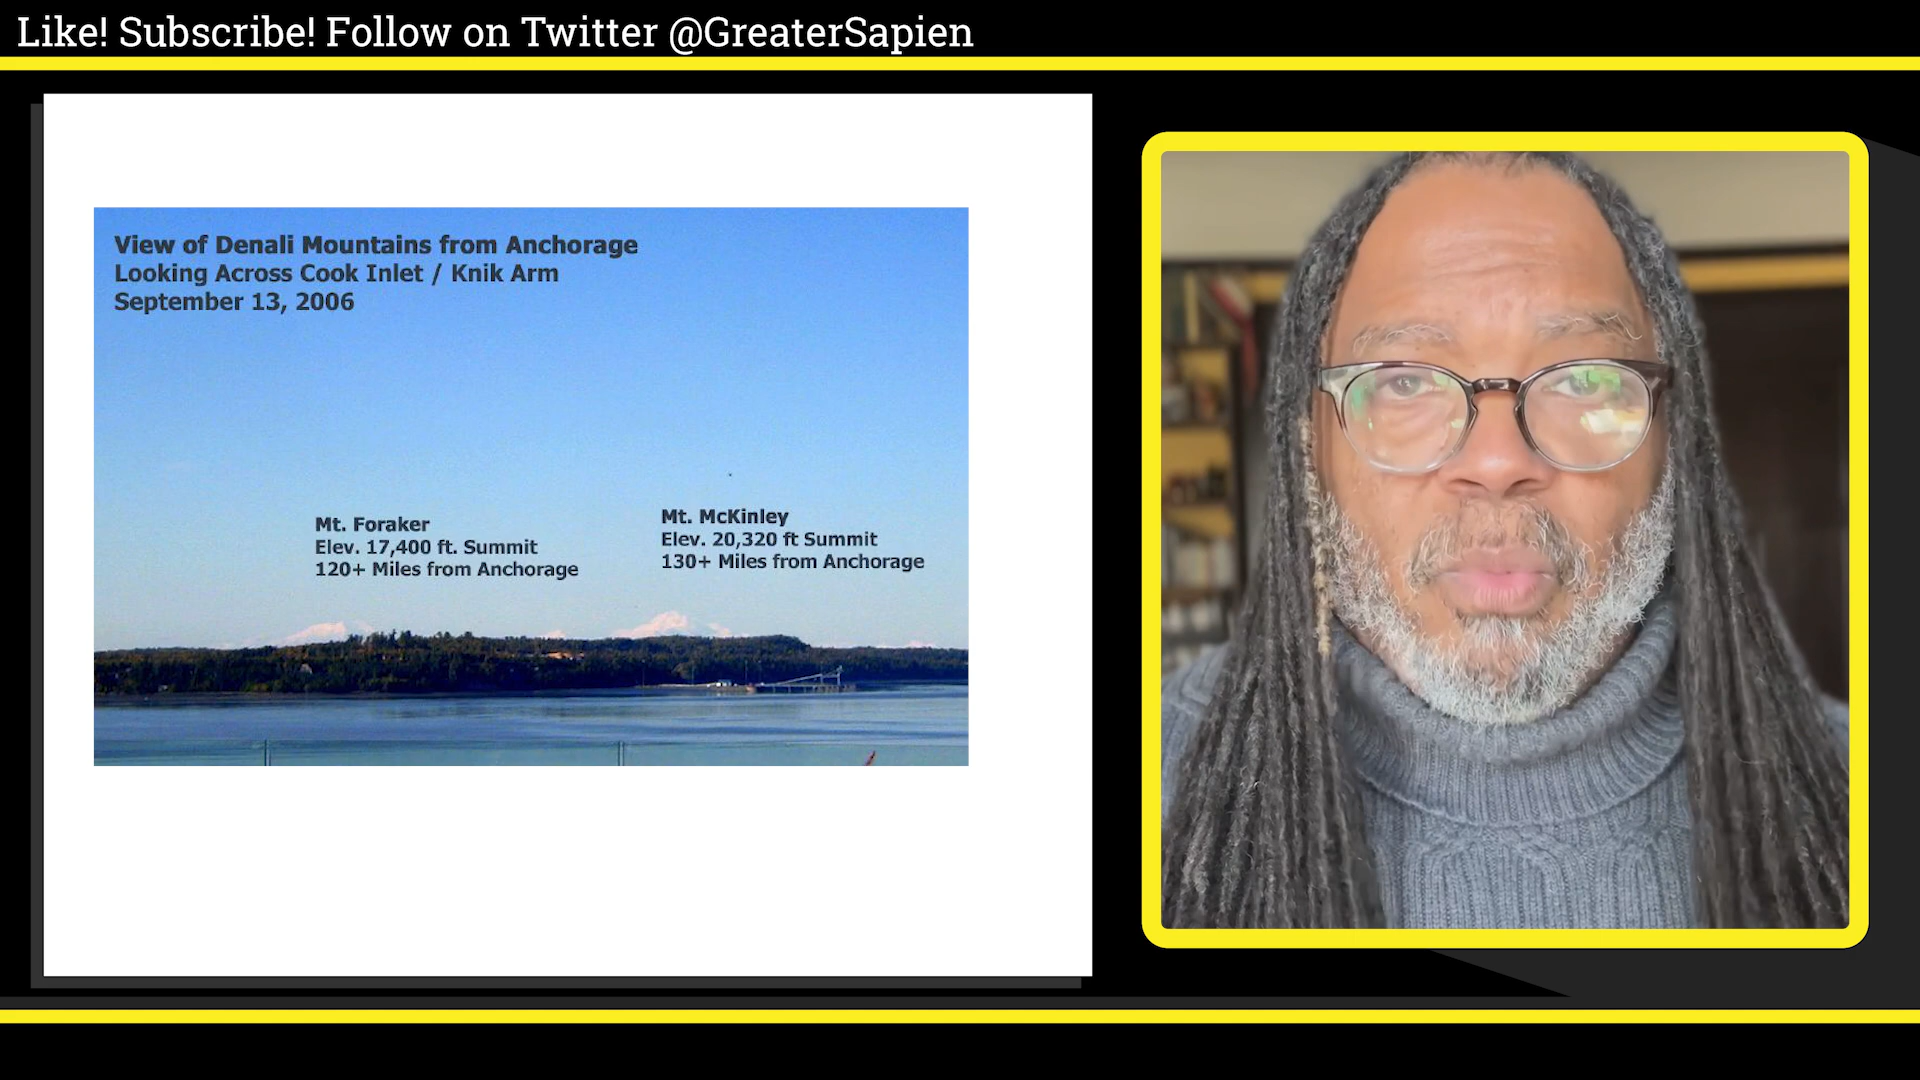 Like! Subscribe! Follow on Twitter @GreaterSapien
View of Denali Mountains from Anchorage
Looking Across Cook Inlet / Knik Arm
September 13, 2006
Mt. Foraker
Elev. 17,400 ft. Summit
120+ Miles from Anchorage
Mt. McKinley
Elev. 20,320 ft Summit
130+ Miles from Anchorage